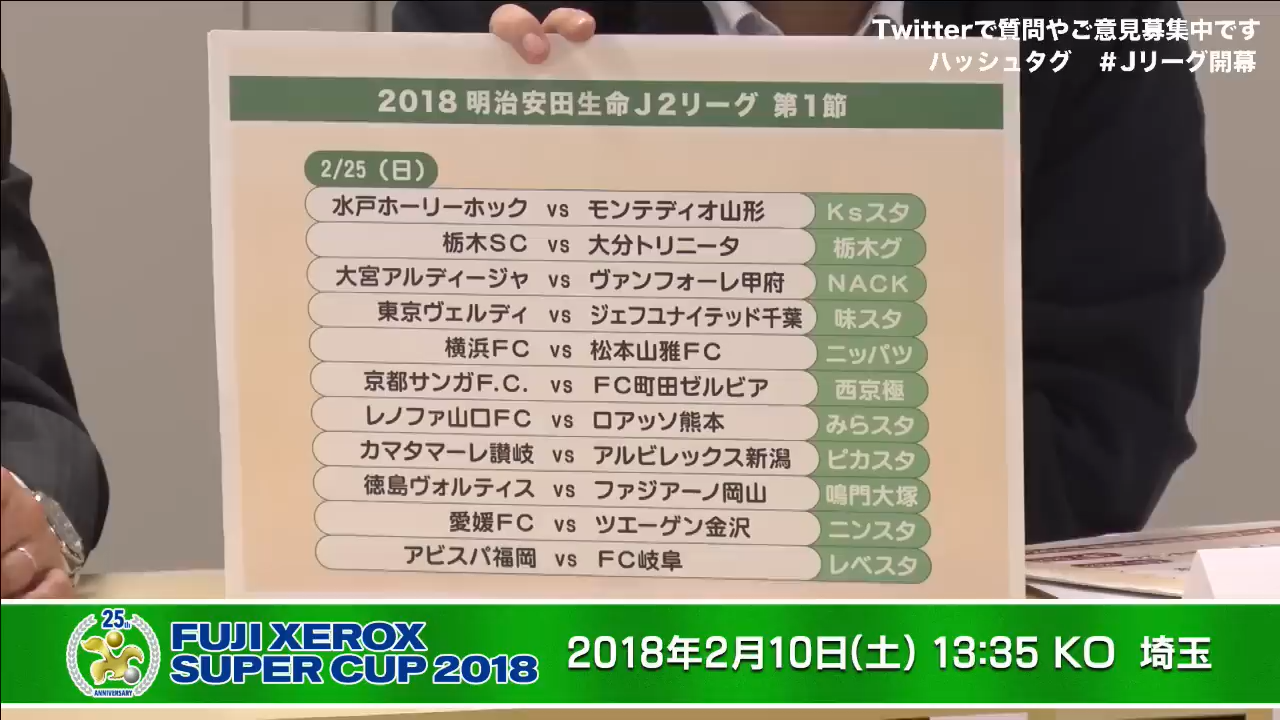 Twitterで質問やご意見募集中です
ハッシュタグ ＃Jリーグ開幕
2018 明治安田生命J2リーグ 第1節
2/25（日）
水戸ホーリーホック vs モンテディオ山形 Ksスタ
栃木SC vs 大分トリニータ 栃木グ
大宮アルディージャ vs ヴァンフォーレ甲府 NACK
東京ヴェルディ vs ジェフユナイテッド千葉 味スタ
横浜FC vs 松本山雅FC ニッパツ
京都サンガF.C. vs FC町田ゼルビア 西京極
レノファ山口FC vs ロアッソ熊本 みらスタ
カマタマーレ讃岐 vs アルビレックス新潟 ピカスタ
徳島ヴォルティス vs ファジアーノ岡山 鳴門大塚
愛媛FC vs ツエーゲン金沢 ニンスタ
アビスパ福岡 vs FC岐阜 レベスタ
25th
ANNIVERSARY
FUJI XEROX
SUPER CUP 2018
2018年2月10日(土) 13:35 KO 埼玉